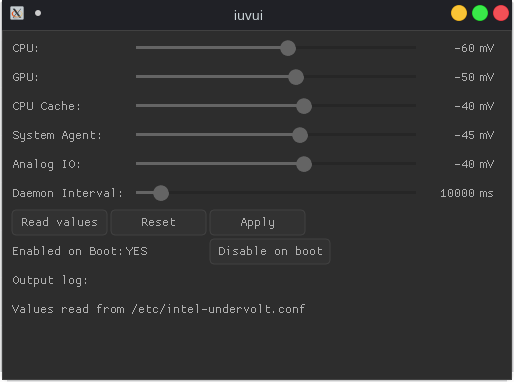 iuvui
CPU: -60 mV
GPU: -50 mV
CPU Cache: -40 mV
System Agent: -45 mV
Analog IO: -40 mV
Daemon Interval: 10000 ms
Read values Reset Apply
Enabled on Boot: YES Disable on boot
Output log:
Values read from /etc/intel-undervolt.conf